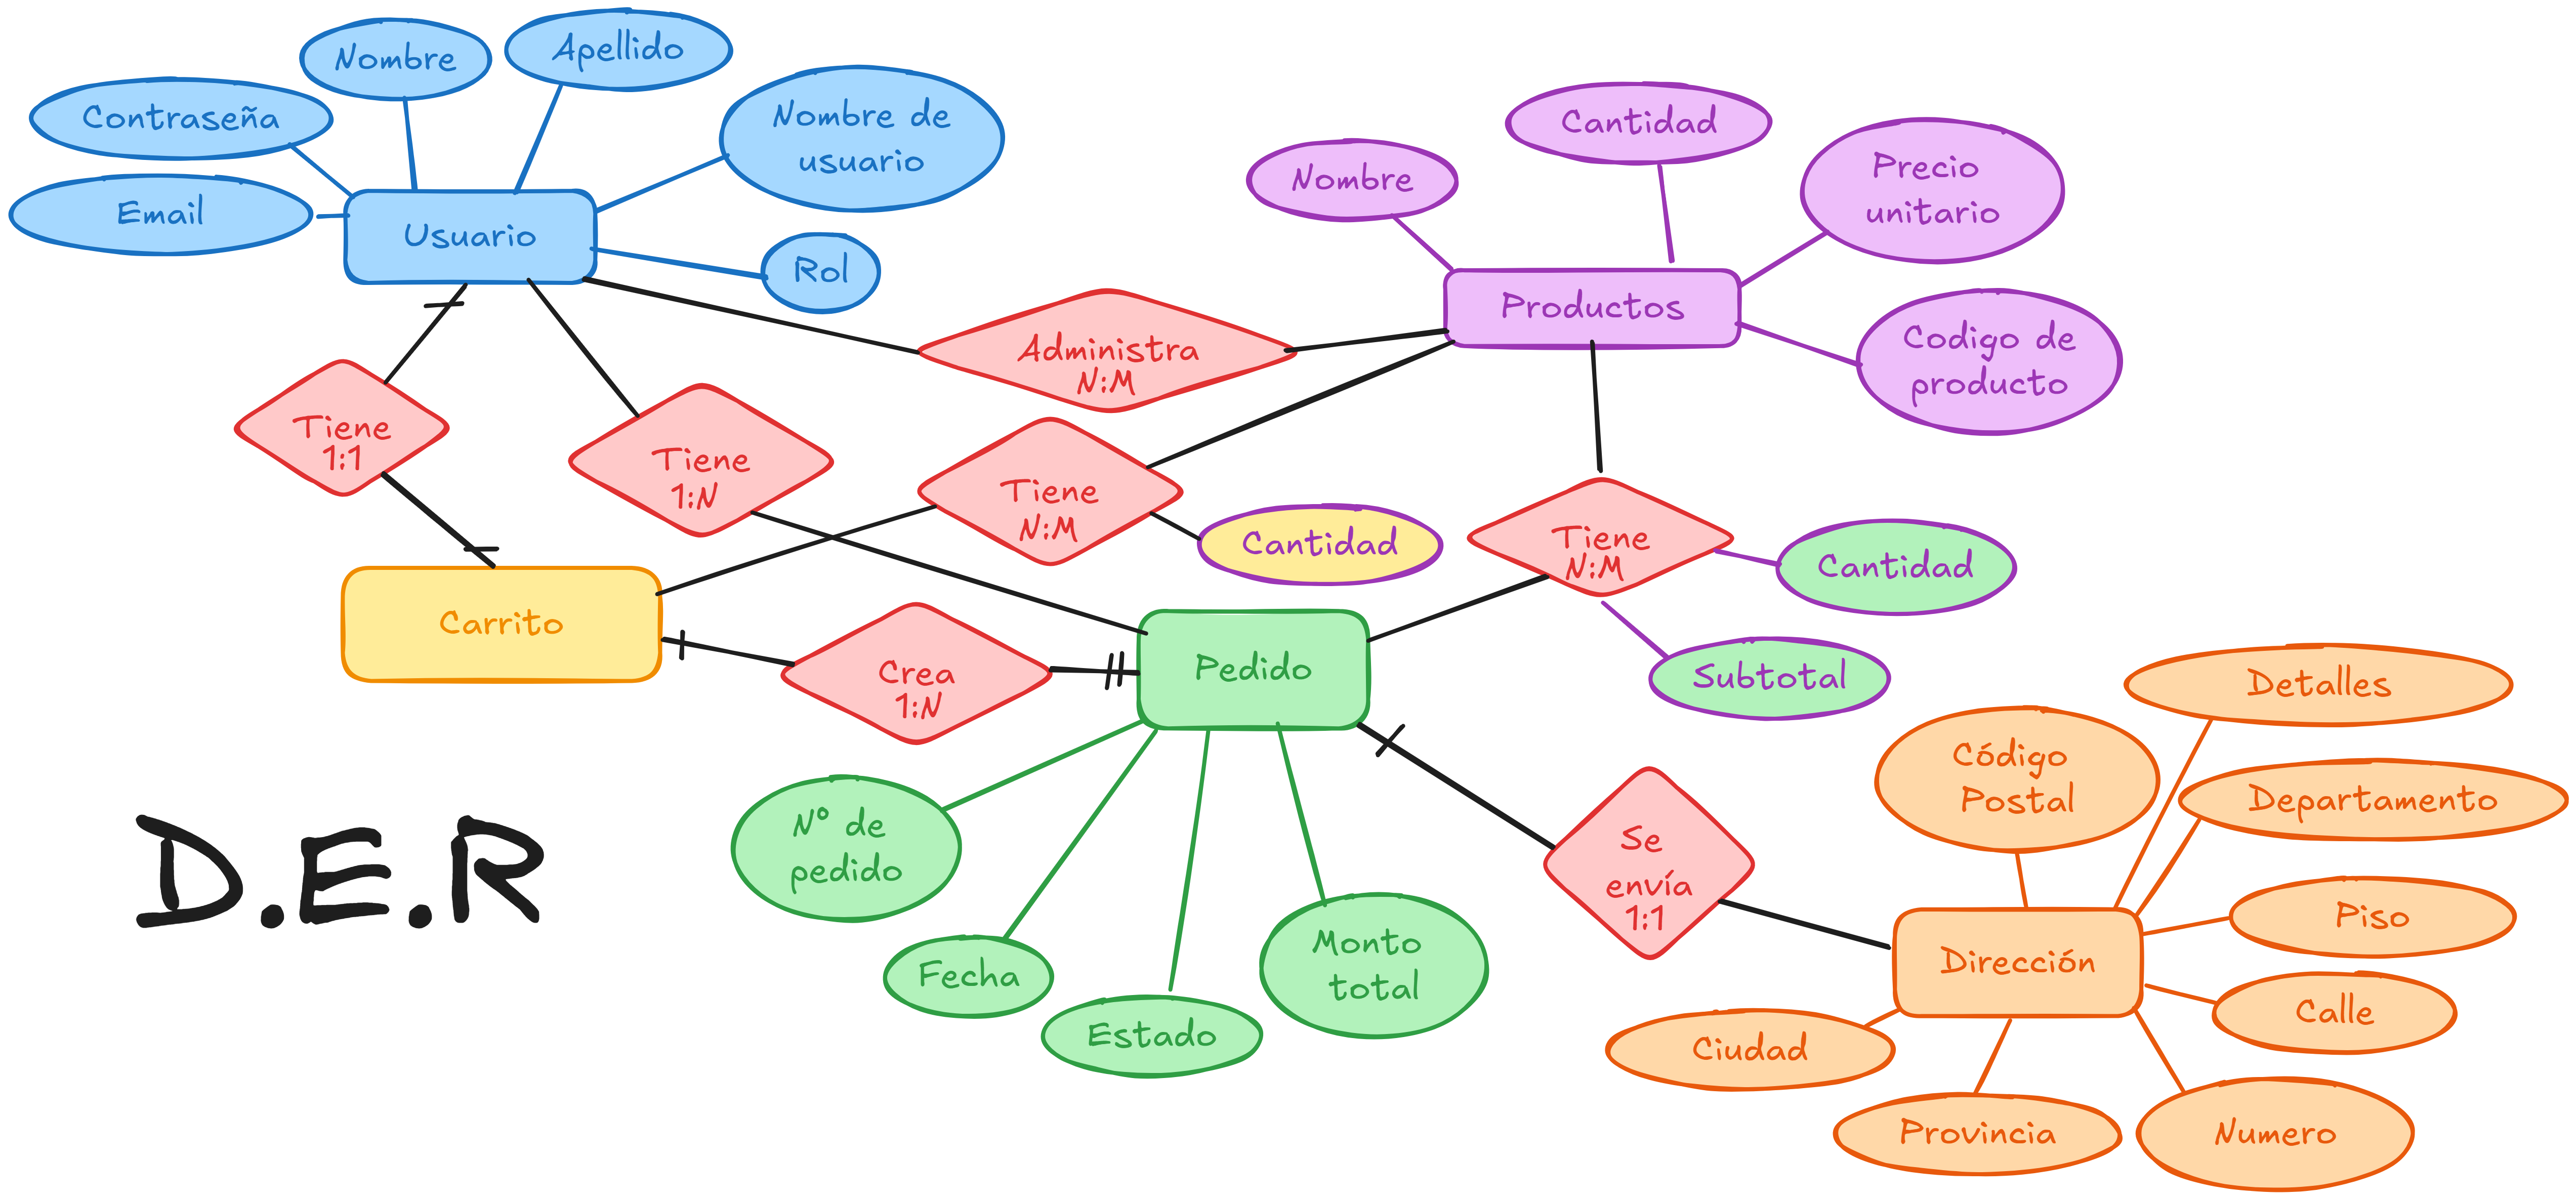 Nombre
Apellido
Contraseña
Nombre de
usuario
Email
Usuario
Rol
Nombre
Cantidad
Precio
unitario
Productos
Codigo de
producto
Administra
N:M
Tiene
1:1
Tiene
1:N
Tiene
N:M
Cantidad
Tiene
N:M
Cantidad
Subtotal
Carrito
Crea
1:N
Pedido
Nº de
pedido
Fecha
Estado
Monto
total
Se
envía
1:1
Detalles
Código
Postal
Departamento
Piso
Dirección
Calle
Ciudad
Provincia
Numero
D.E.R